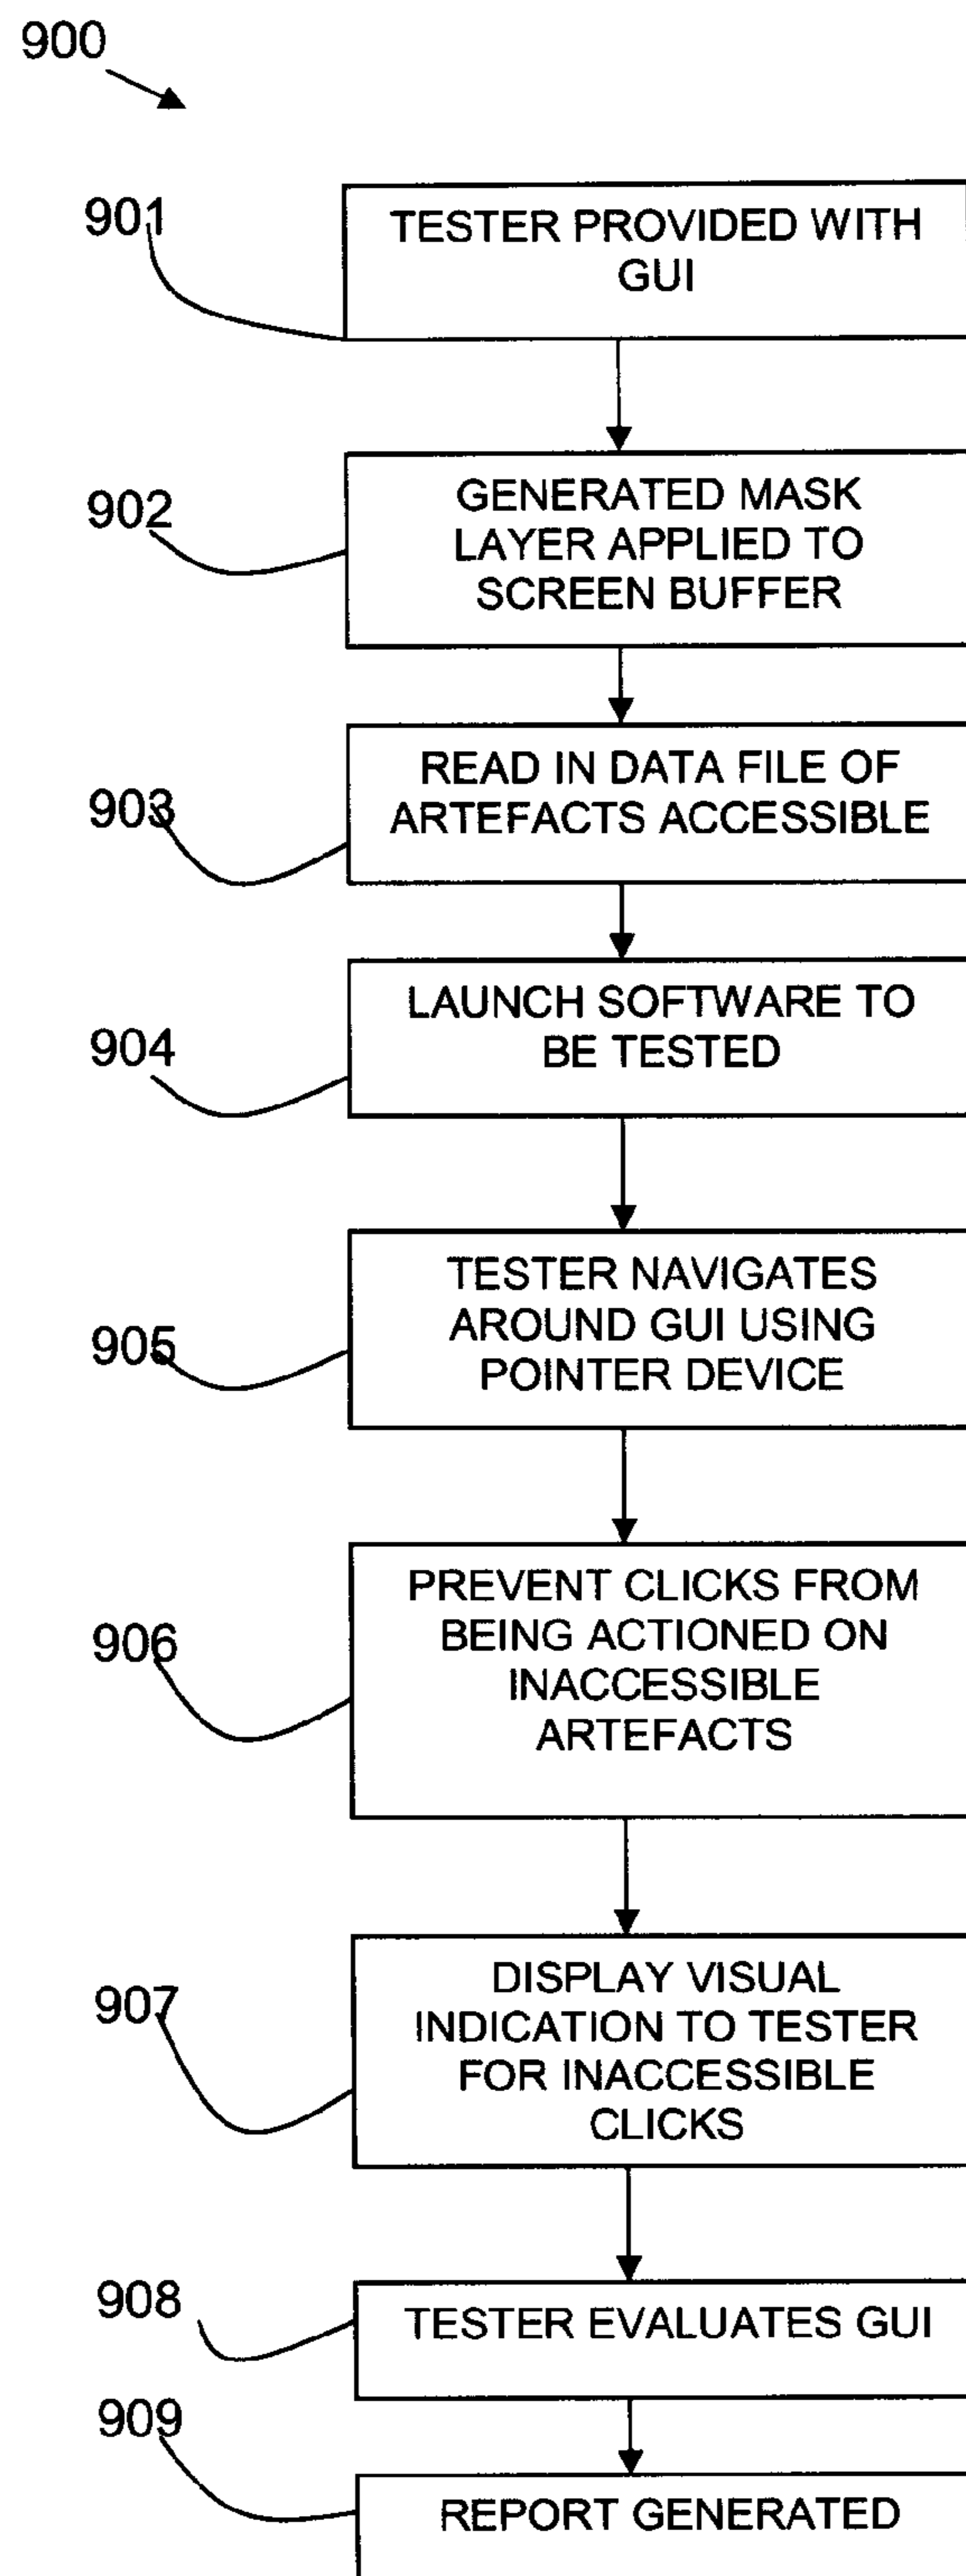 900
901
TESTER PROVIDED WITH
GUI
902
GENERATED MASK
LAYER APPLIED TO
SCREEN BUFFER
903
READ IN DATA FILE OF
ARTEFACTS ACCESSIBLE
904
LAUNCH SOFTWARE TO
BE TESTED
905
TESTER NAVIGATES
AROUND GUI USING
POINTER DEVICE
906
PREVENT CLICKS FROM
BEING ACTIONED ON
INACCESSIBLE
ARTEFACTS
907
DISPLAY VISUAL
INDICATION TO TESTER
FOR INACCESSIBLE
CLICKS
908
TESTER EVALUATES GUI
909
REPORT GENERATED